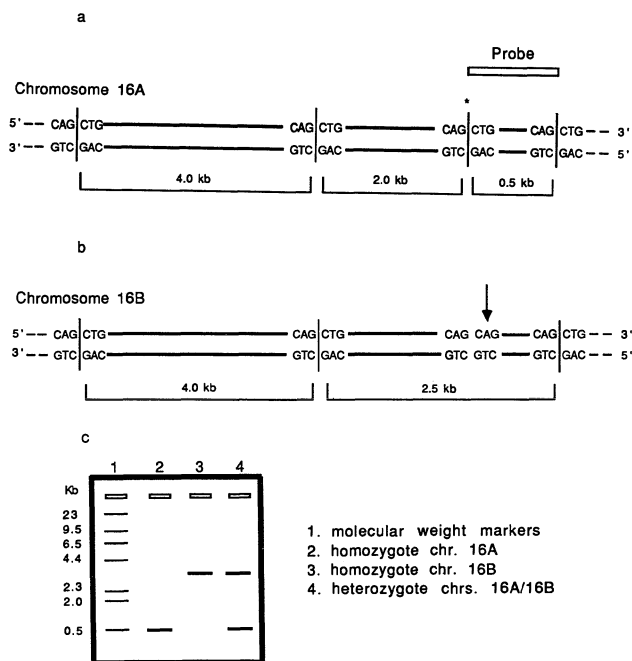 a
Probe
Chromosome 16A
*
5' -- CAG CTG CAG CTG CAG CTG CAG CTG -- 3'
3' -- GTC GAC GTC GAC GTC GAC GTC GAC -- 5'
4.0 kb 2.0 kb 0.5 kb
b
Chromosome 16B
5' -- CAG CTG CAG CTG CAG CAG CAG CTG -- 3'
3' -- GTC GAC GTC GAC GTC GTC GTC GAC -- 5'
4.0 kb 2.5 kb
c
1 2 3 4
Kb
23
9.5
6.5
4.4
2.3
2.0
0.5
1. molecular weight markers
2. homozygote chr. 16A
3. homozygote chr. 16B
4. heterozygote chrs. 16A/16B